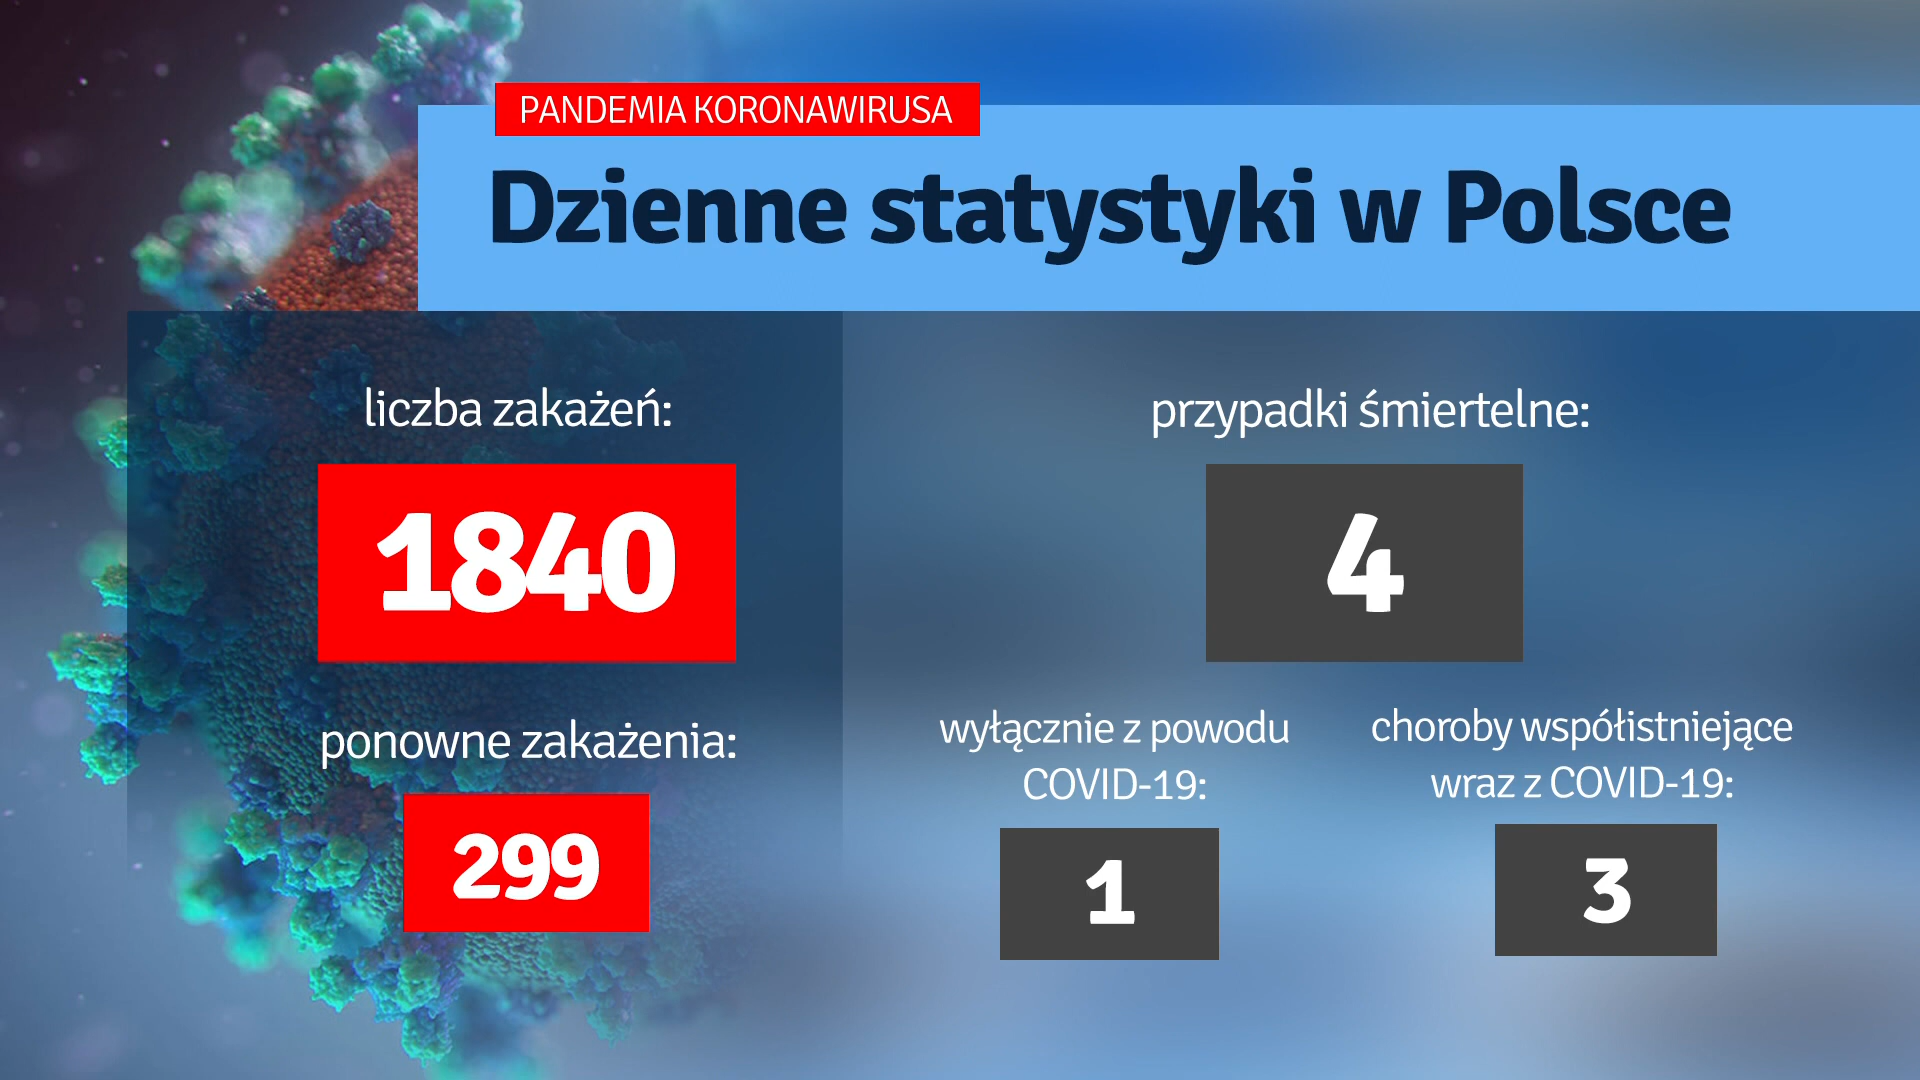 PANDEMIA KORONAWIRUSA
Dzienne statystyki w Polsce
liczba zakażeń:
1840
ponowne zakażenia:
299
przypadki śmiertelne:
4
wyłącznie z powodu
COVID-19:
1
choroby współistniejące
wraz z COVID-19:
3